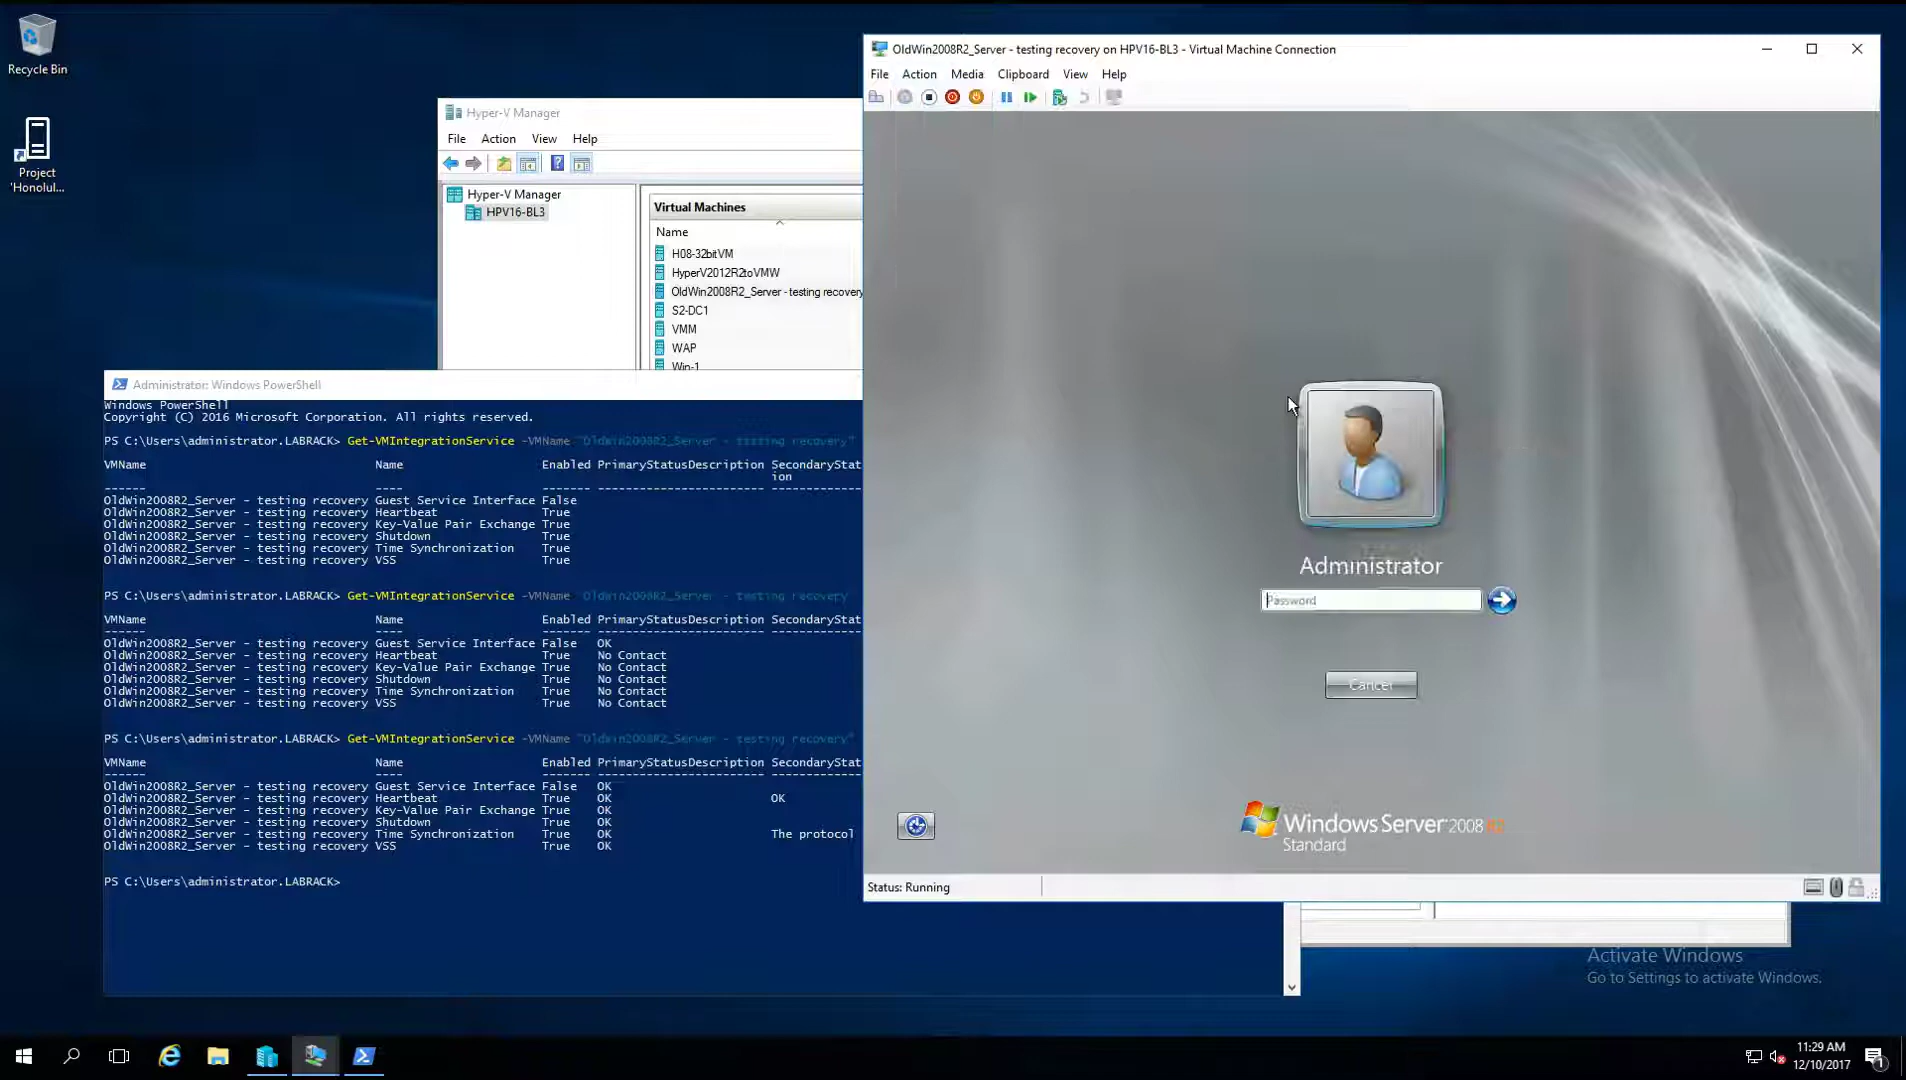 Recycle Bin
Project
'Honolul...
Hyper-V Manager
File Action View Help
Hyper-V Manager
HPV16-BL3
Virtual Machines
Name
H08-32bitVM
HyperV2012R2toVMW
OldWin2008R2_Server - testing recovery
S2-DC1
VMM
WAP
Win-1
Administrator: Windows PowerShell
Windows PowerShell
Copyright (C) 2016 Microsoft Corporation. All rights reserved.
PS C:\Users\administrator.LABRACK> Get-VMIntegrationService -VMName "Oldwin2008R2_Server - testing recovery"
VMName Name Enabled PrimaryStatusDescription SecondaryStat
ion
------ ---- ------- ------------------------ -------------
OldWin2008R2_Server - testing recovery Guest Service Interface False
OldWin2008R2_Server - testing recovery Heartbeat True
OldWin2008R2_Server - testing recovery Key-Value Pair Exchange True
OldWin2008R2_Server - testing recovery Shutdown True
OldWin2008R2_Server - testing recovery Time Synchronization True
OldWin2008R2_Server - testing recovery VSS True
PS C:\Users\administrator.LABRACK> Get-VMIntegrationService -VMName "Oldwin2008R2_Server - testing recovery
VMName Name Enabled PrimaryStatusDescription SecondaryStat
------ ---- ------- ------------------------ -------------
OldWin2008R2_Server - testing recovery Guest Service Interface False OK
OldWin2008R2_Server - testing recovery Heartbeat True No Contact
OldWin2008R2_Server - testing recovery Key-Value Pair Exchange True No Contact
OldWin2008R2_Server - testing recovery Shutdown True No Contact
OldWin2008R2_Server - testing recovery Time Synchronization True No Contact
OldWin2008R2_Server - testing recovery VSS True No Contact
PS C:\Users\administrator.LABRACK> Get-VMIntegrationService -VMName "Oldwin2008R2_Server - testing recovery"
VMName Name Enabled PrimaryStatusDescription SecondaryStat
------ ---- ------- ------------------------ -------------
OldWin2008R2_Server - testing recovery Guest Service Interface False OK
OldWin2008R2_Server - testing recovery Heartbeat True OK OK
OldWin2008R2_Server - testing recovery Key-Value Pair Exchange True OK
OldWin2008R2_Server - testing recovery Shutdown True OK
OldWin2008R2_Server - testing recovery Time Synchronization True OK The protocol
OldWin2008R2_Server - testing recovery VSS True OK
PS C:\Users\administrator.LABRACK>
OldWin2008R2_Server - testing recovery on HPV16-BL3 - Virtual Machine Connection
File Action Media Clipboard View Help
Administrator
Password
Cancel
Windows Server 2008 R2
Standard
Status: Running
Activate Windows
Go to Settings to activate Windows.
11:29 AM
12/10/2017
1